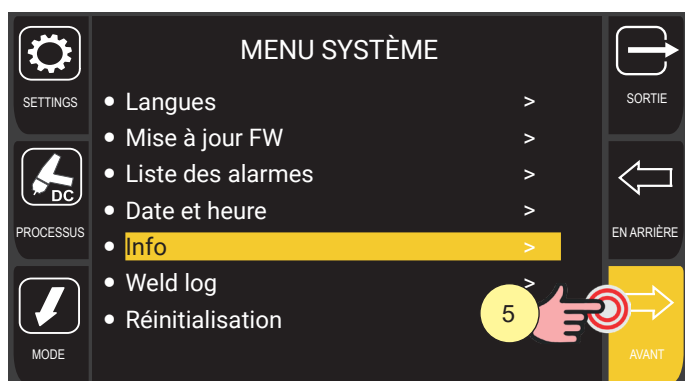 MENU SYSTÈME
SETTINGS
DC
PROCESSUS
MODE
Langues >
Mise à jour FW >
Liste des alarmes >
Date et heure >
Info >
Weld log >
Réinitialisation
5
SORTIE
EN ARRIÈRE
AVANT